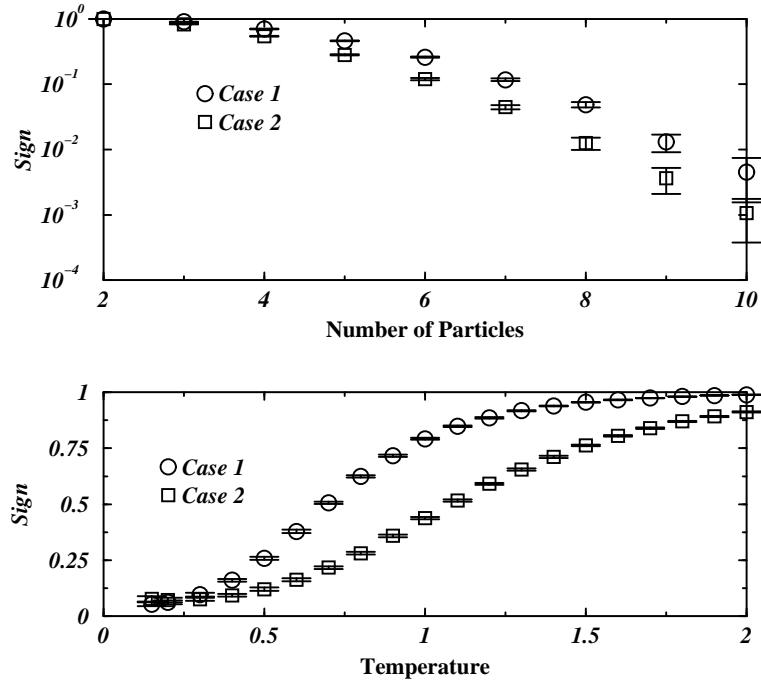 10^0
10^-1
10^-2
10^-3
10^-4
Sign
Case 1
Case 2
2 4 6 8 10
Number of Particles
1
0.75
0.5
0.25
0
Sign
Case 1
Case 2
0 0.5 1 1.5 2
Temperature